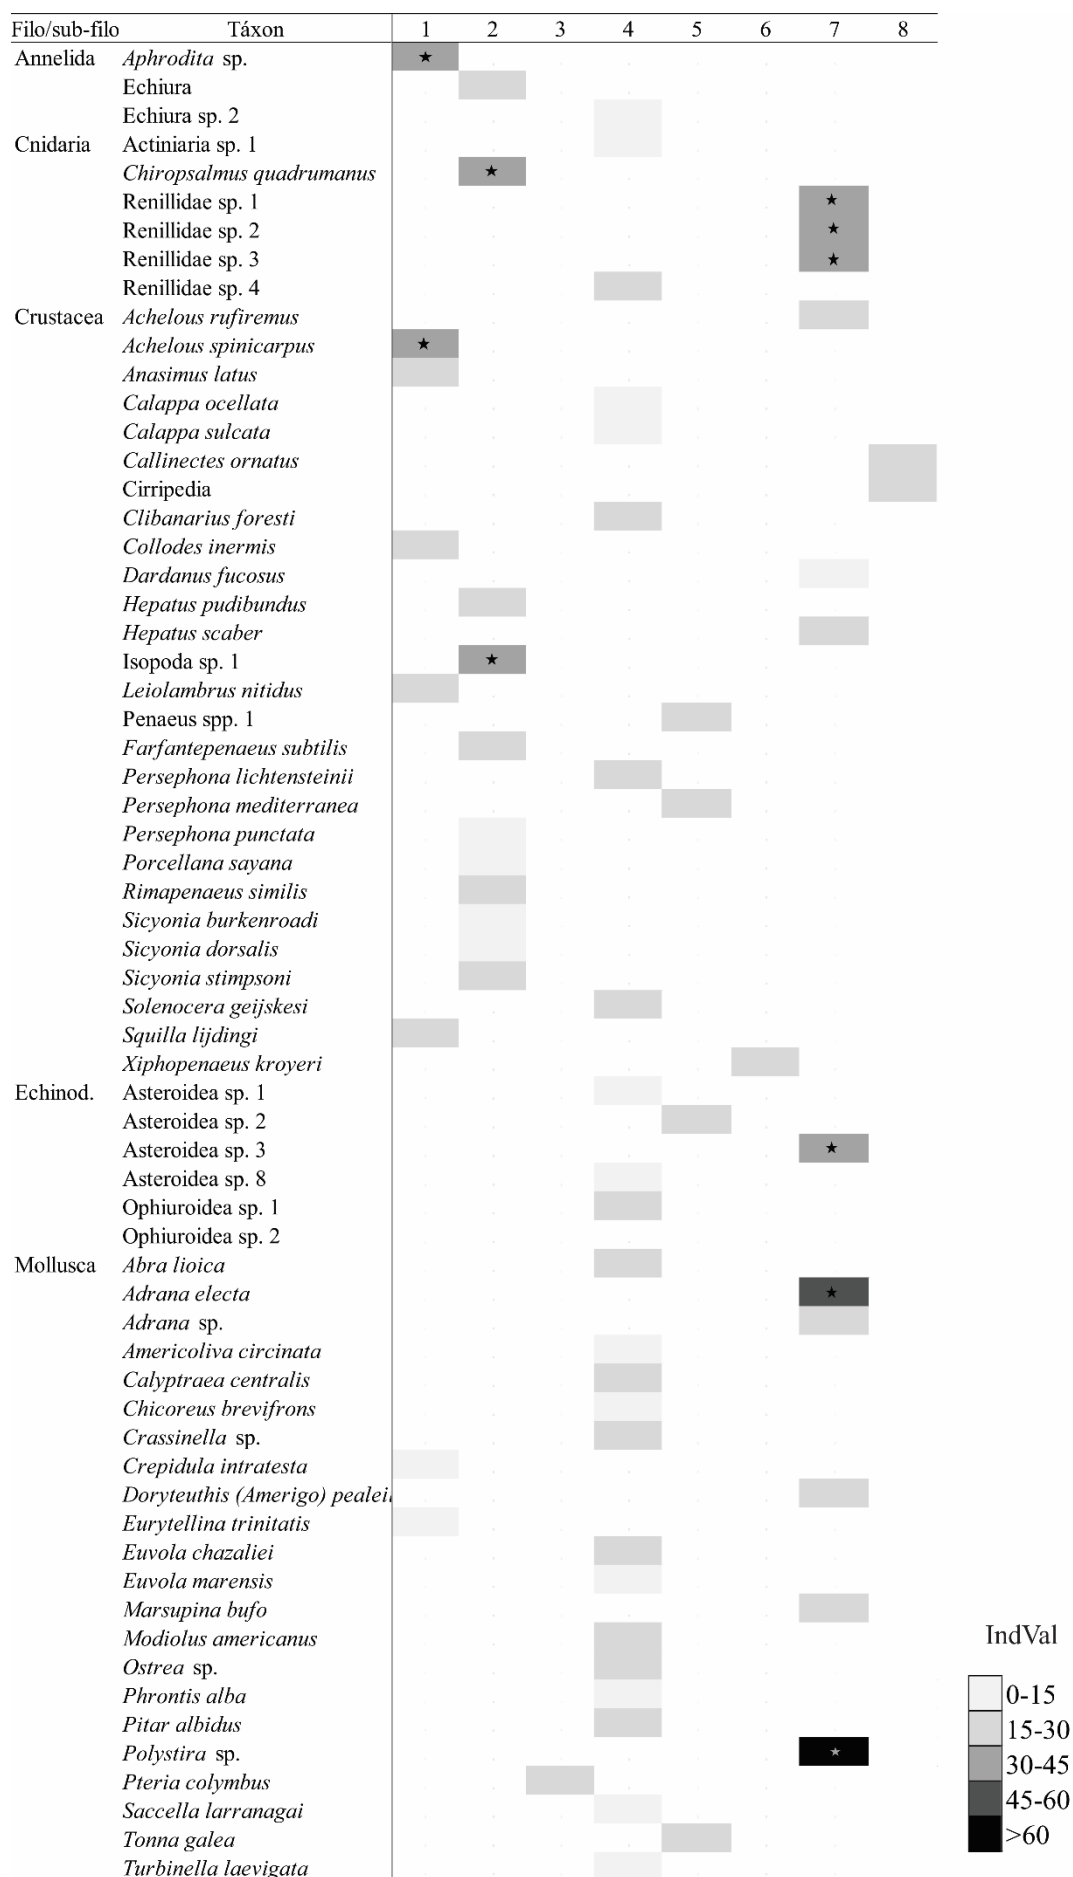 Filo/sub-filo Táxon 1 2 3 4 5 6 7 8
Annelida Aphrodita sp.
Echiura
Echiura sp. 2
Cnidaria Actiniaria sp. 1
Chiropsalmus quadrumanus
Renillidae sp. 1
Renillidae sp. 2
Renillidae sp. 3
Renillidae sp. 4
Crustacea Achelous rufiremus
Achelous spinicarpus
Anasimus latus
Calappa ocellata
Calappa sulcata
Callinectes ornatus
Cirripedia
Clibanarius foresti
Collodes inermis
Dardanus fucosus
Hepatus pudibundus
Hepatus scaber
Isopoda sp. 1
Leiolambrus nitidus
Penaeus spp. 1
Farfantepenaeus subtilis
Persephona lichtensteinii
Persephona mediterranea
Persephona punctata
Porcellana sayana
Rimapenaeus similis
Sicyonia burkenroadi
Sicyonia dorsalis
Sicyonia stimpsoni
Solenocera geijskesi
Squilla lijdingi
Xiphopenaeus kroyeri
Echinod. Asteroidea sp. 1
Asteroidea sp. 2
Asteroidea sp. 3
Asteroidea sp. 8
Ophiuroidea sp. 1
Ophiuroidea sp. 2
Mollusca Abra lioica
Adrana electa
Adrana sp.
Americoliva circinata
Calyptraea centralis
Chicoreus brevifrons
Crassinella sp.
Crepidula intratesta
Doryteuthis (Amerigo) pealeii
Eurytellina trinitatis
Euvola chazaliei
Euvola marensis
Marsupina bufo
Modiolus americanus
Ostrea sp.
Phrontis alba
Pitar albidus
Polystira sp.
Pteria colymbus
Saccella larranagai
Tonna galea
Turbinella laevigata
IndVal
0-15
15-30
30-45
45-60
>60